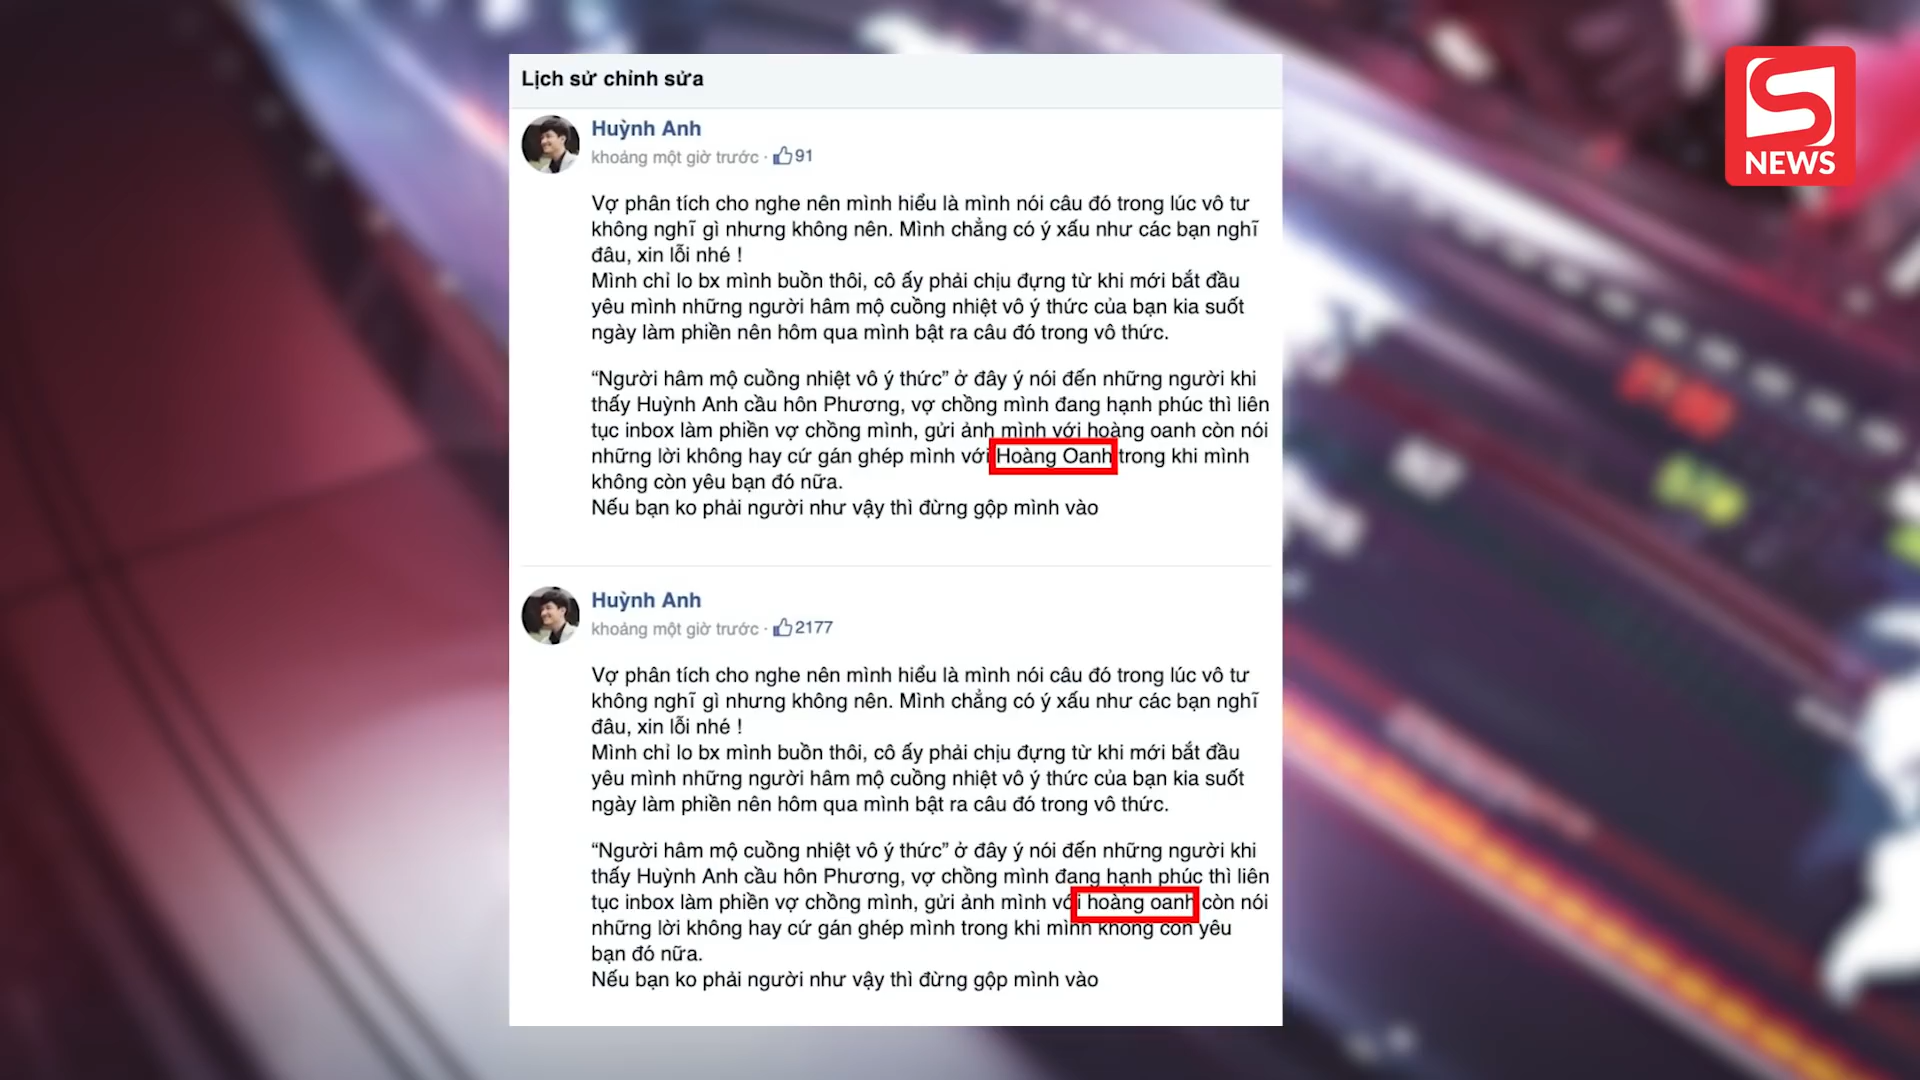 S
NEWS
Lịch sử chỉnh sửa
Huỳnh Anh
khoảng một giờ trước · 91
Vợ phân tích cho nghe nên mình hiểu là mình nói câu đó trong lúc vô tư
không nghĩ gì nhưng không nên. Mình chẳng có ý xấu như các bạn nghĩ
đâu, xin lỗi nhé !
Mình chỉ lo bx mình buồn thôi, cô ấy phải chịu đựng từ khi mới bắt đầu
yêu mình những người hâm mộ cuồng nhiệt vô ý thức của bạn kia suốt
ngày làm phiền nên hôm qua mình bật ra câu đó trong vô thức.
“Người hâm mộ cuồng nhiệt vô ý thức” ở đây ý nói đến những người khi
thấy Huỳnh Anh cầu hôn Phương, vợ chồng mình đang hạnh phúc thì liên
tục inbox làm phiền vợ chồng mình, gửi ảnh mình với hoàng oanh còn nói
những lời không hay cứ gán ghép mình với Hoàng Oanh trong khi mình
không còn yêu bạn đó nữa.
Nếu bạn ko phải người như vậy thì đừng gộp mình vào
Huỳnh Anh
khoảng một giờ trước · 2177
Vợ phân tích cho nghe nên mình hiểu là mình nói câu đó trong lúc vô tư
không nghĩ gì nhưng không nên. Mình chẳng có ý xấu như các bạn nghĩ
đâu, xin lỗi nhé !
Mình chỉ lo bx mình buồn thôi, cô ấy phải chịu đựng từ khi mới bắt đầu
yêu mình những người hâm mộ cuồng nhiệt vô ý thức của bạn kia suốt
ngày làm phiền nên hôm qua mình bật ra câu đó trong vô thức.
“Người hâm mộ cuồng nhiệt vô ý thức” ở đây ý nói đến những người khi
thấy Huỳnh Anh cầu hôn Phương, vợ chồng mình đang hạnh phúc thì liên
tục inbox làm phiền vợ chồng mình, gửi ảnh mình với hoàng oanh còn nói
những lời không hay cứ gán ghép mình trong khi mình không còn yêu
bạn đó nữa.
Nếu bạn ko phải người như vậy thì đừng gộp mình vào